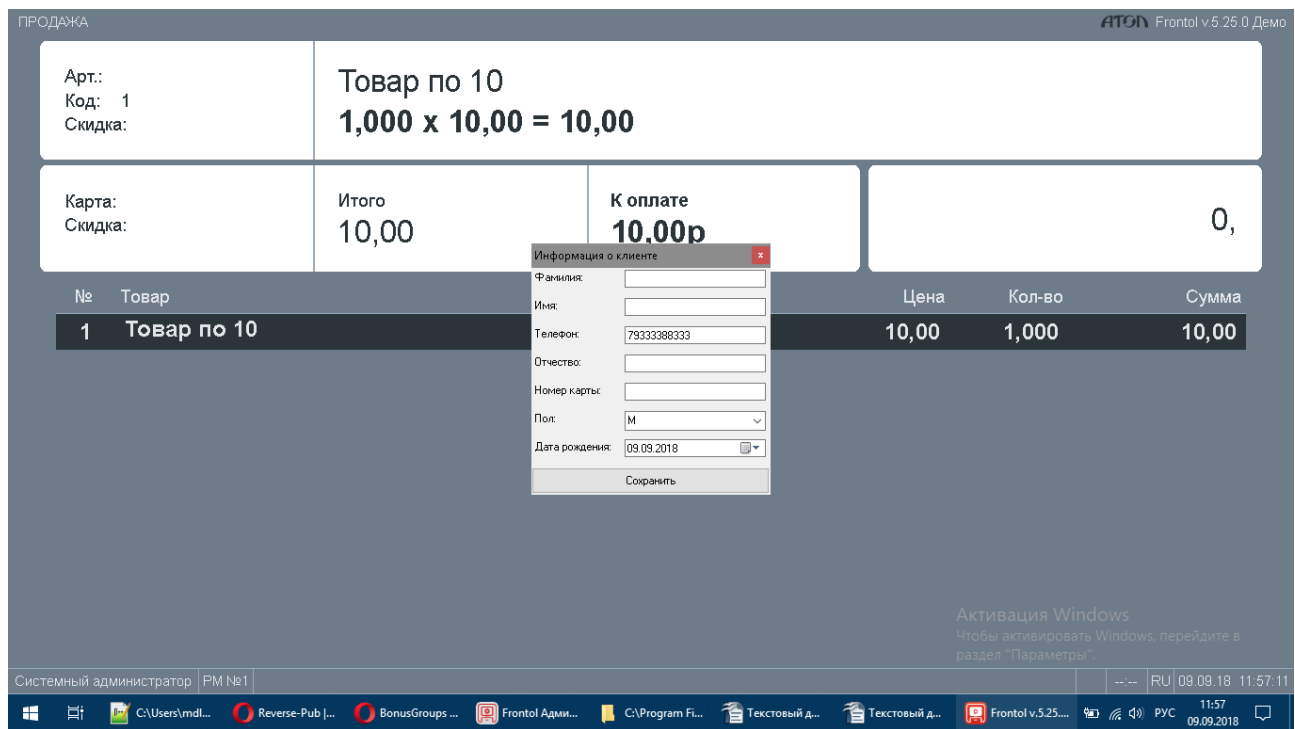 ПРОДАЖА
АТОЛ Frontol v.5.25.0 Демо
Арт.:
Код: 1
Скидка:
Товар по 10
1,000 x 10,00 = 10,00
Карта:
Скидка:
Итого
10,00
К оплате
10,00р
0,
Информация о клиенте
Фамилия:
Имя:
Телефон: 79333388333
Отчество:
Номер карты:
Пол: М
Дата рождения: 09.09.2018
Сохранить
№ Товар Цена Кол-во Сумма
1 Товар по 10 10,00 1,000 10,00
Активация Windows
Чтобы активировать Windows, перейдите в
раздел "Параметры".
Системный администратор РМ №1 --:-- RU 09.09.18 11:57:11
C:\Users\mdl... Reverse-Pub |... BonusGroups ... Frontol Адми... C:\Program Fi... Текстовый д... Текстовый д... Frontol v.5.25.... РУС 11:57
09.09.2018